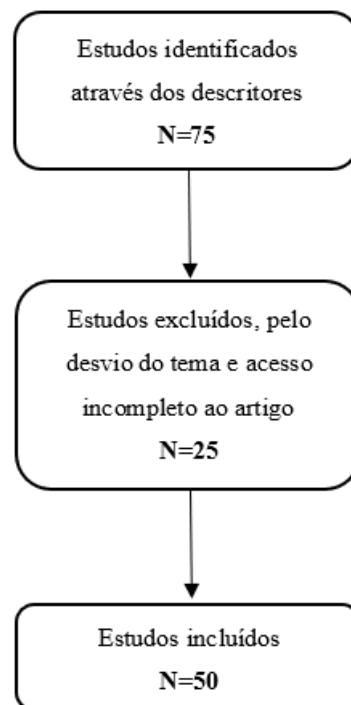 Estudos identificados
através dos descritores
N=75
Estudos excluídos, pelo
desvio do tema e acesso
incompleto ao artigo
N=25
Estudos incluídos
N=50